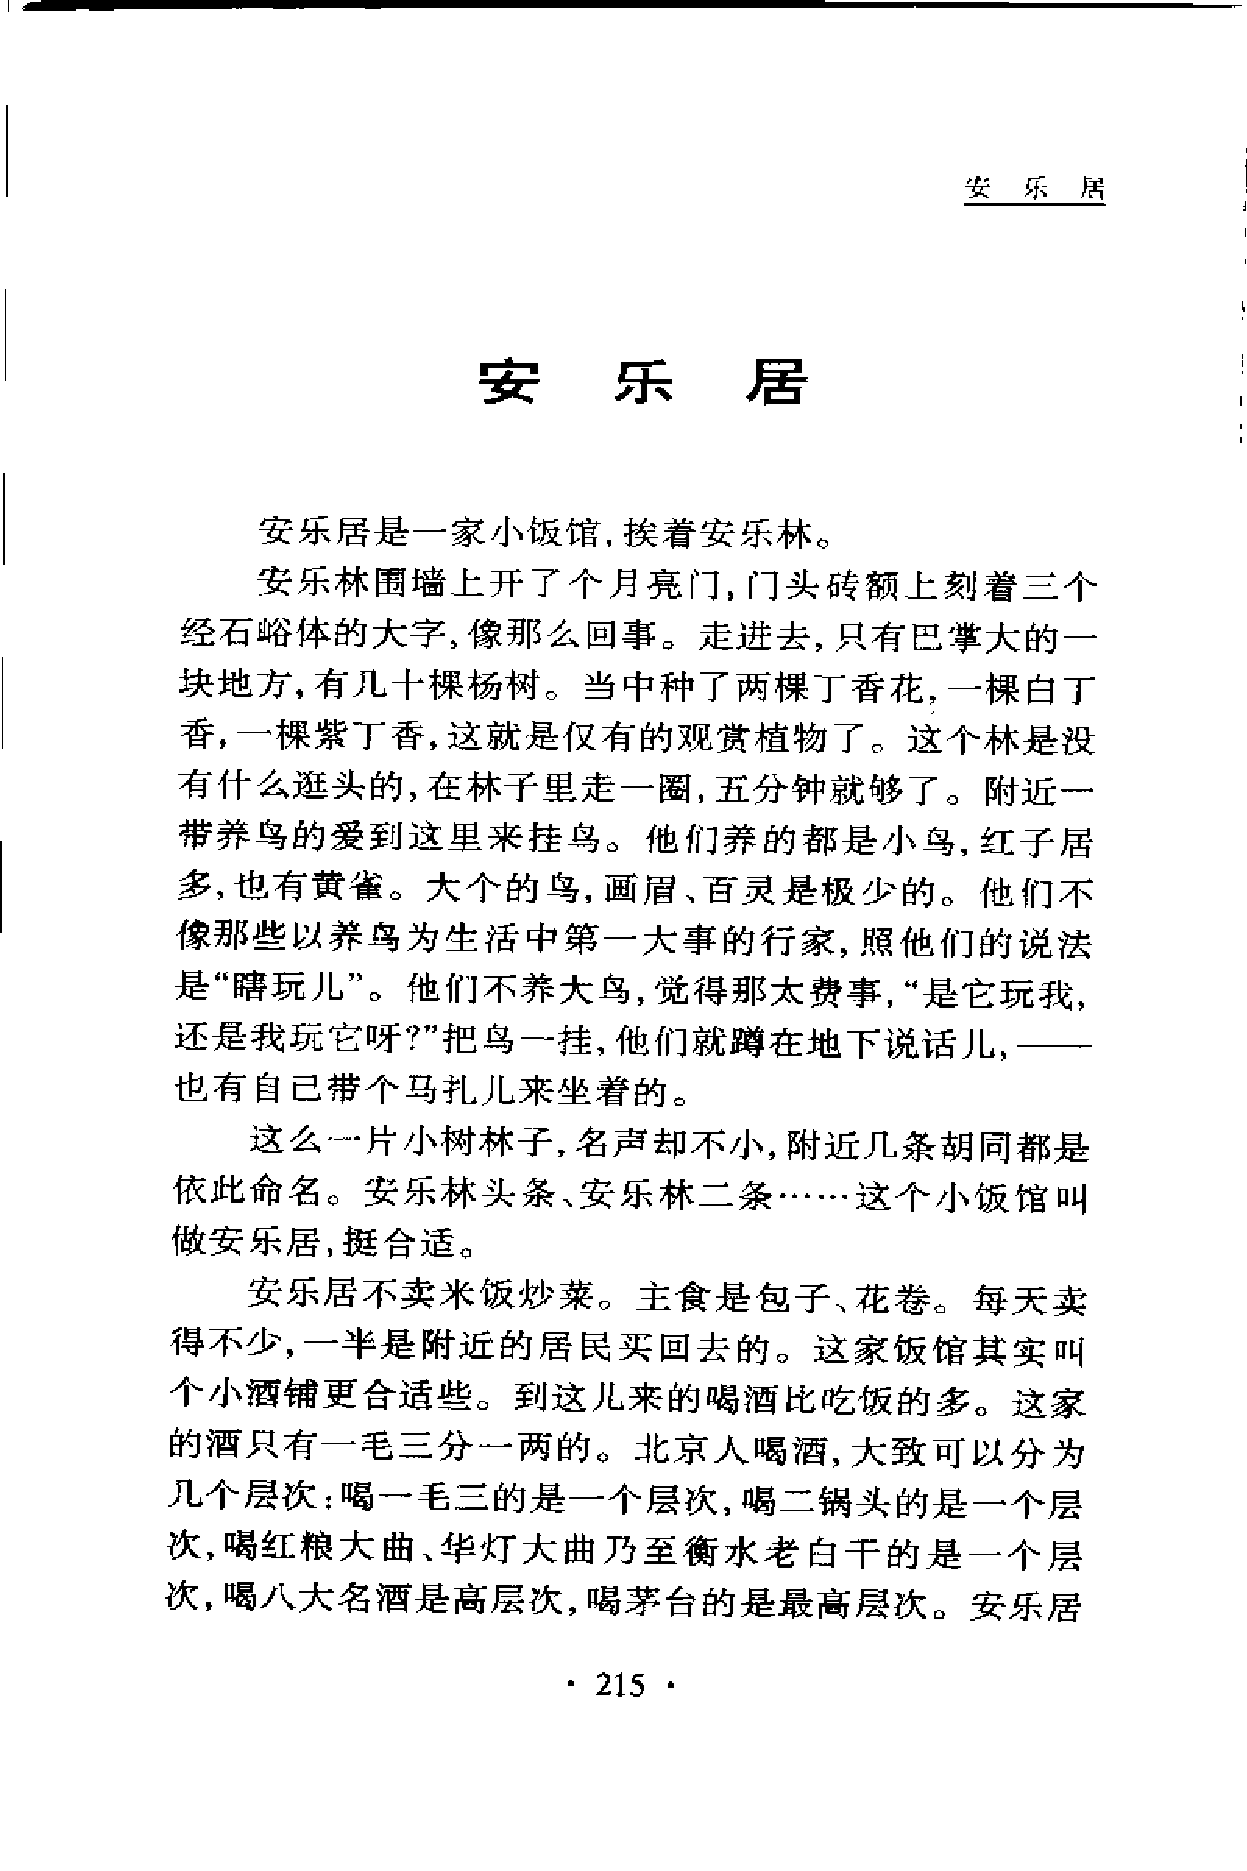 安 乐 居
安 乐 居
安乐居是一家小饭馆,挨着安乐林。
安乐林围墙上开了个月亮门,门头砖额上刻着三个
经石峪体的大字,像那么回事。走进去,只有巴掌大的一
块地方,有几十棵杨树。当中种了两棵丁香花,一棵白丁
香,一棵紫丁香,这就是仅有的观赏植物了。这个林是没
有什么逛头的,在林子里走一圈,五分钟就够了。附近一
带养鸟的爱到这里来挂鸟。他们养的都是小鸟,红子居
多,也有黄雀。大个的鸟,画眉、百灵是极少的。他们不
像那些以养鸟为生活中第一大事的行家,照他们的说法
是“瞎玩儿”。他们不养大鸟,觉得那太费事,“是它玩我,
还是我玩它呀?”把鸟一挂,他们就蹲在地下说话儿,——
也有自己带个马扎儿来坐着的。
这么一片小树林子,名声却不小,附近几条胡同都是
依此命名。安乐林头条、安乐林二条……这个小饭馆叫
做安乐居,挺合适。
安乐居不卖米饭炒菜。主食是包子、花卷。每天卖
得不少,一半是附近的居民买回去的。这家饭馆其实叫
个小酒铺更合适些。到这儿来的喝酒比吃饭的多。这家
的酒只有一毛三分一两的。北京人喝酒,大致可以分为
几个层次:喝一毛三的是一个层次,喝二锅头的是一个层
次,喝红粮大曲、华灯大曲乃至衡水老白干的是一个层
次,喝八大名酒是高层次,喝茅台的是最高层次。安乐居
· 215 ·